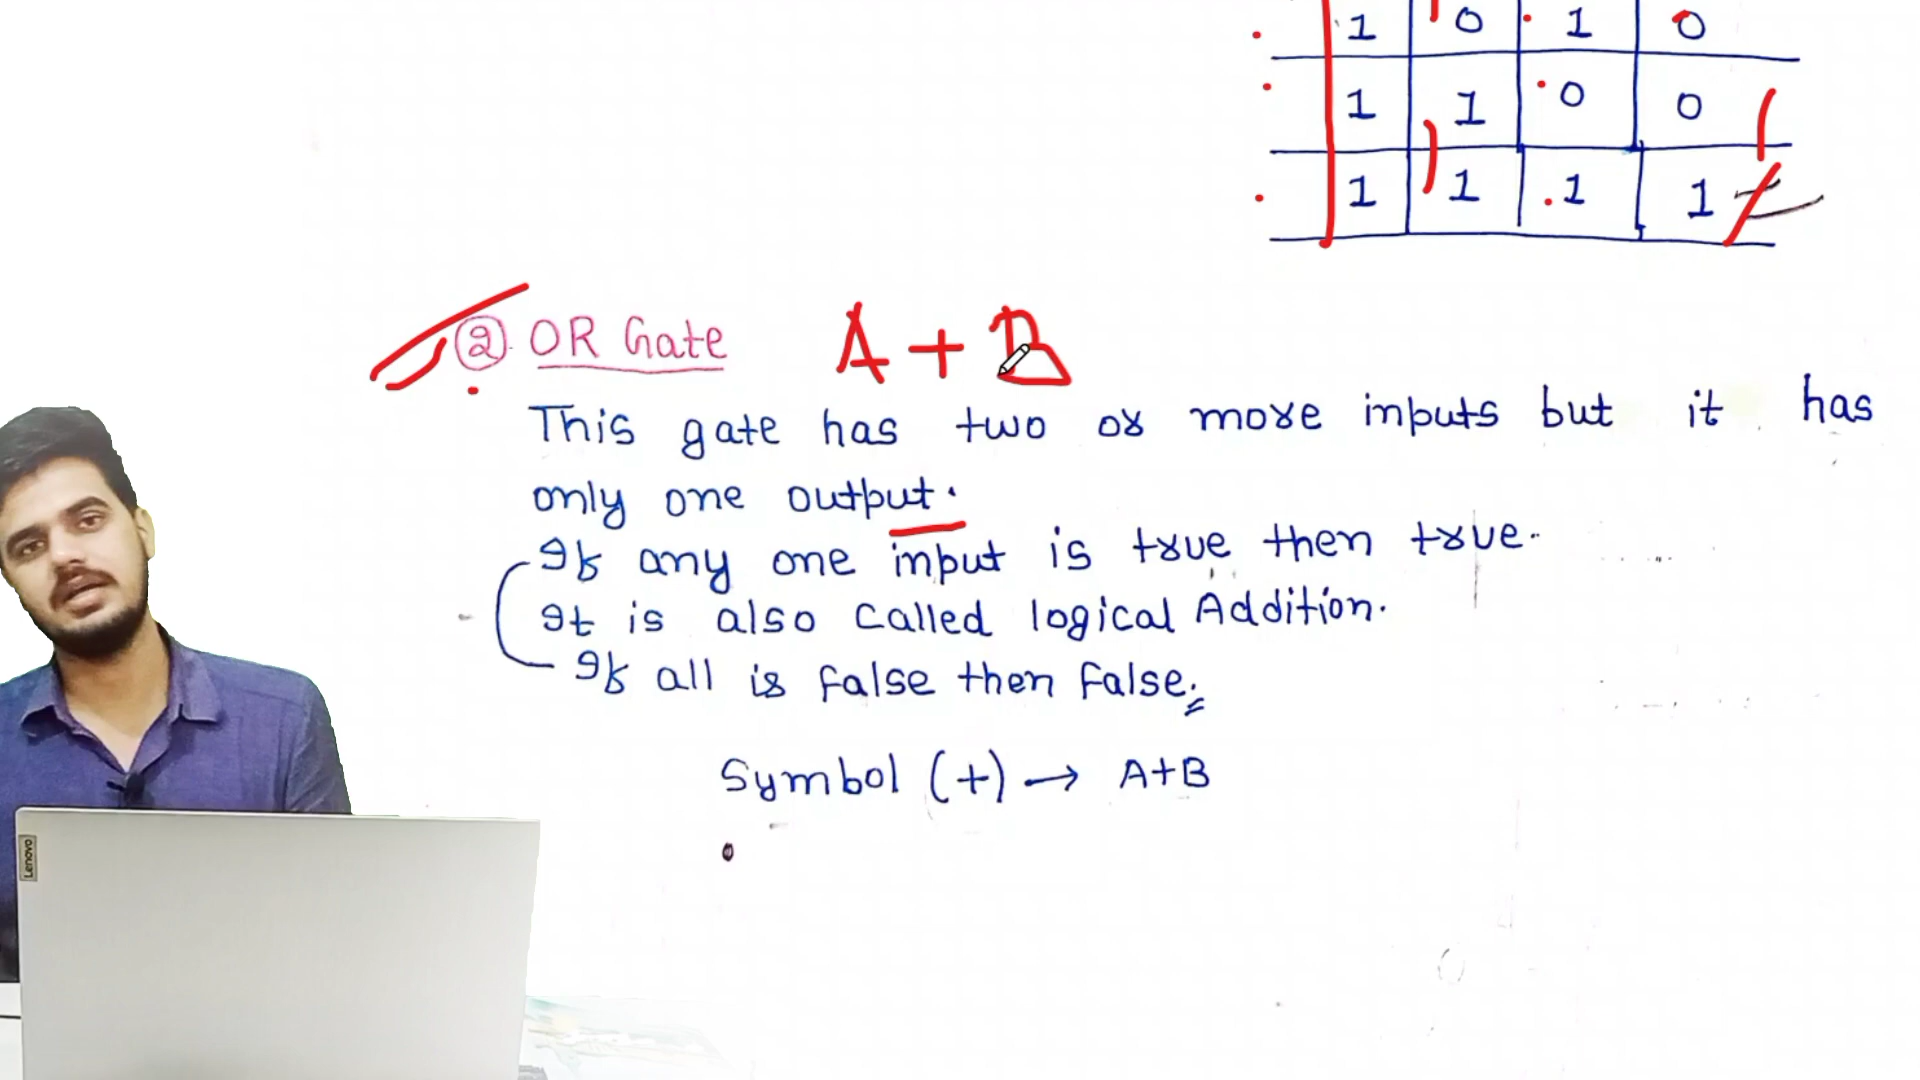 1 0 1 0
1 1 0 0
1 1 1 1
② OR Gate A + B
This gate has two or more inputs but it has
only one output.
If any one input is true then true.
It is also called logical Addition.
If all is false then false.
Symbol (+) → A+B
Lenovo